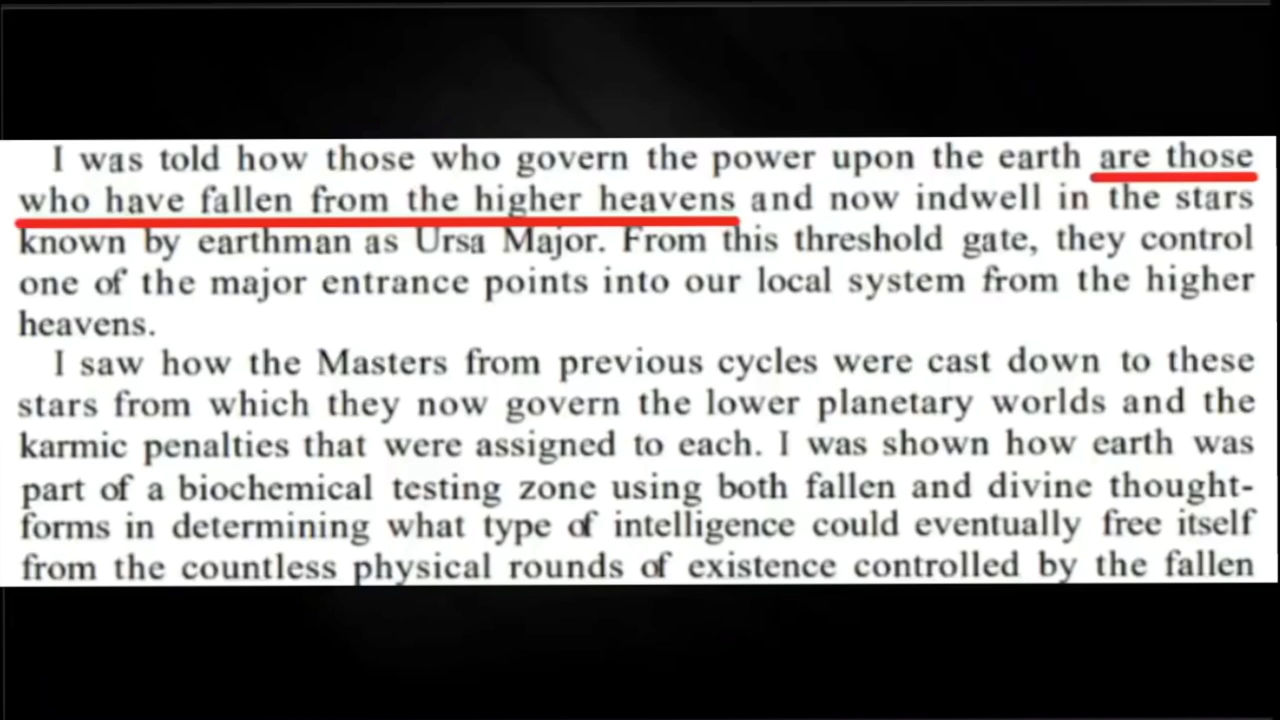 I was told how those who govern the power upon the earth are those
who have fallen from the higher heavens and now indwell in the stars
known by earthman as Ursa Major. From this threshold gate, they control
one of the major entrance points into our local system from the higher
heavens.
I saw how the Masters from previous cycles were cast down to these
stars from which they now govern the lower planetary worlds and the
karmic penalties that were assigned to each. I was shown how earth was
part of a biochemical testing zone using both fallen and divine thought-
forms in determining what type of intelligence could eventually free itself
from the countless physical rounds of existence controlled by the fallen